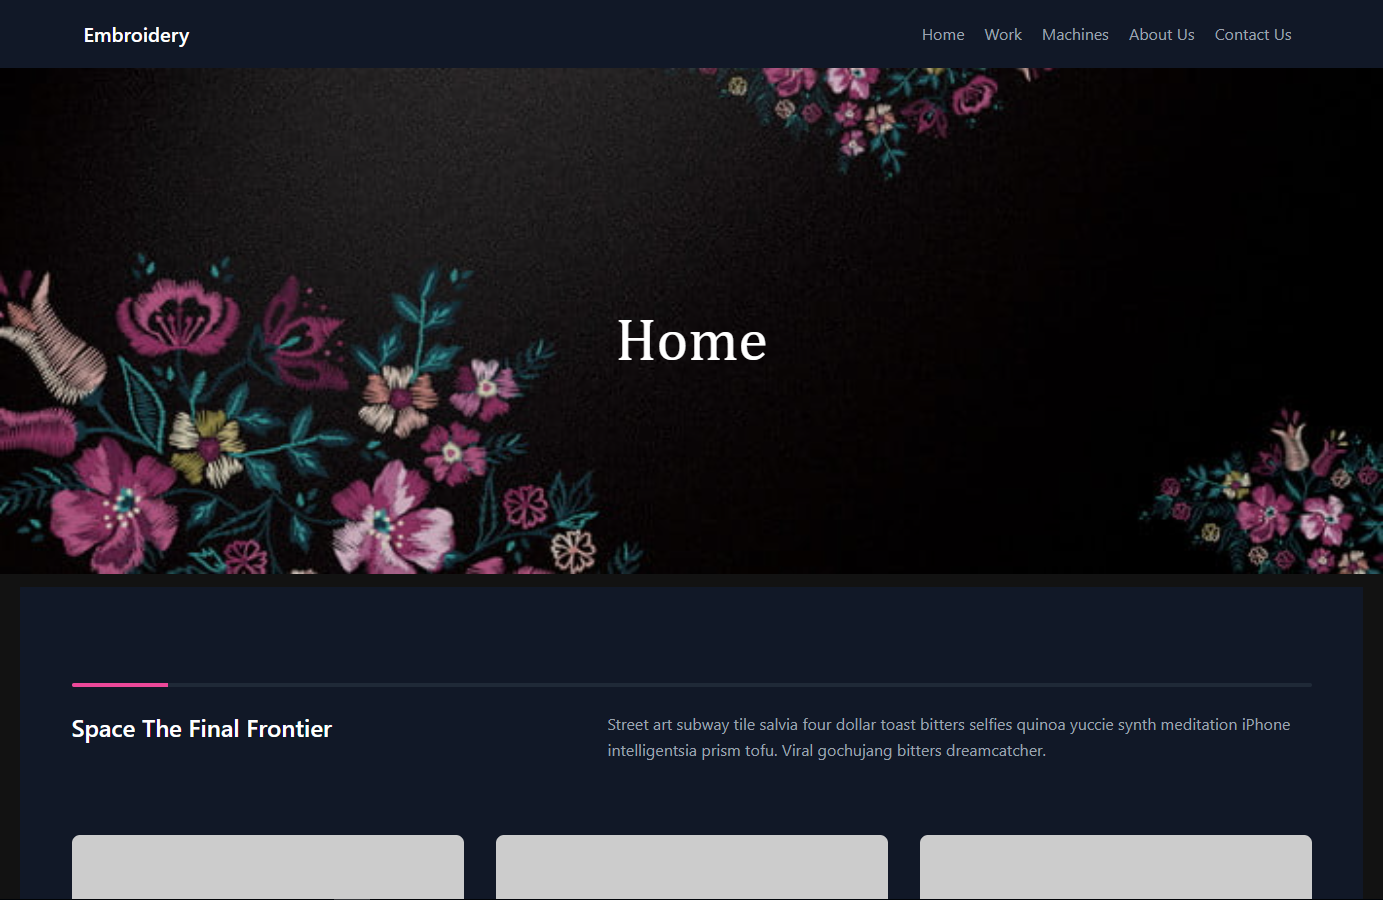 Embroidery
Home Work Machines About Us Contact Us
Home
Space The Final Frontier
Street art subway tile salvia four dollar toast bitters selfies quinoa yuccie synth meditation iPhone
intelligentsia prism tofu. Viral gochujang bitters dreamcatcher.